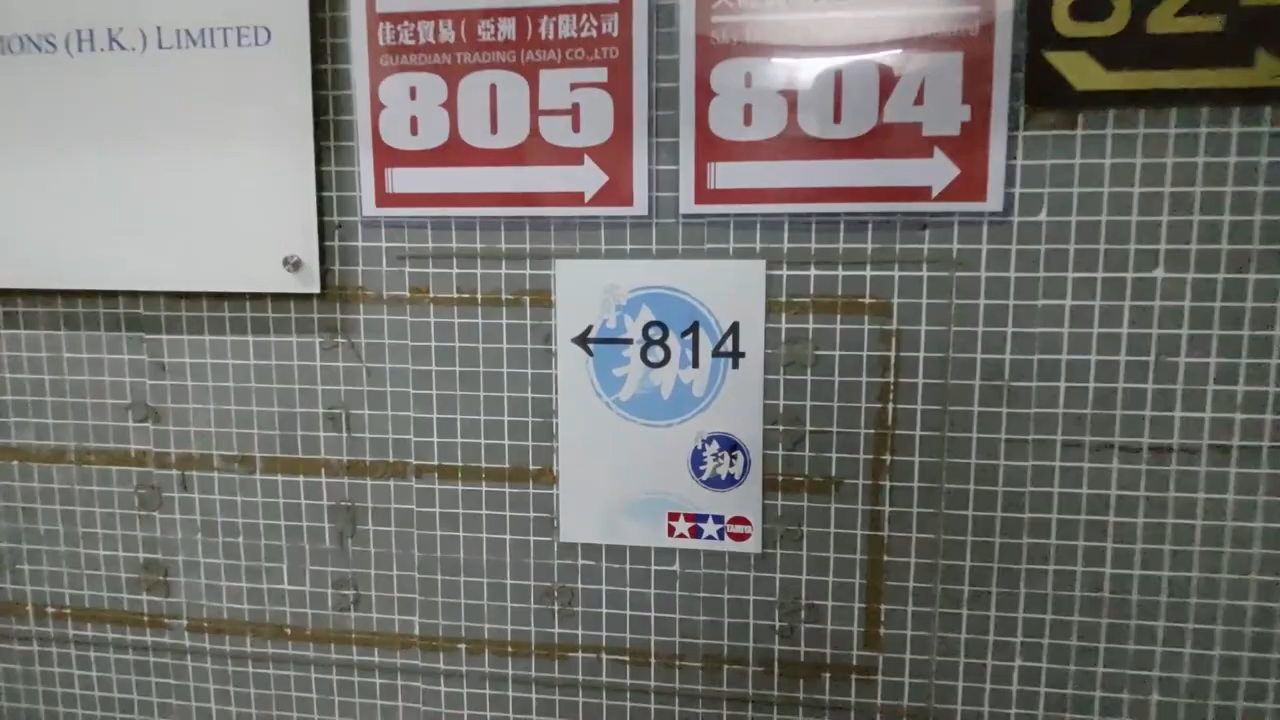 IONS (H.K.) LIMITED
佳定貿易（亞洲）有限公司
GUARDIAN TRADING (ASIA) CO.,LTD
805
804
←814
翔
翔
TAMIYA